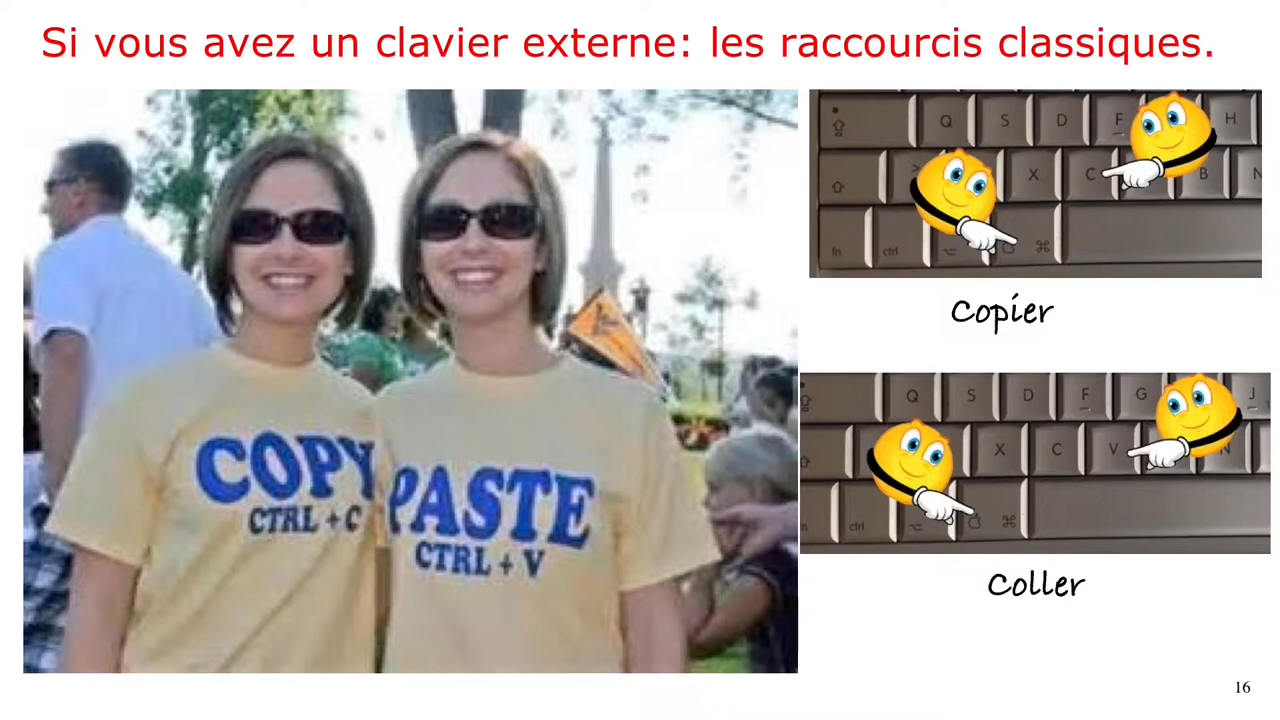 Si vous avez un clavier externe: les raccourcis classiques.
COPY
CTRL + C
PASTE
CTRL + V
Q S D F H
X C B N
fn ctrl ⌥ ⌘
Copier
Q S D F G J
X C V N
n ctrl ⌥ ⌘
Coller
16